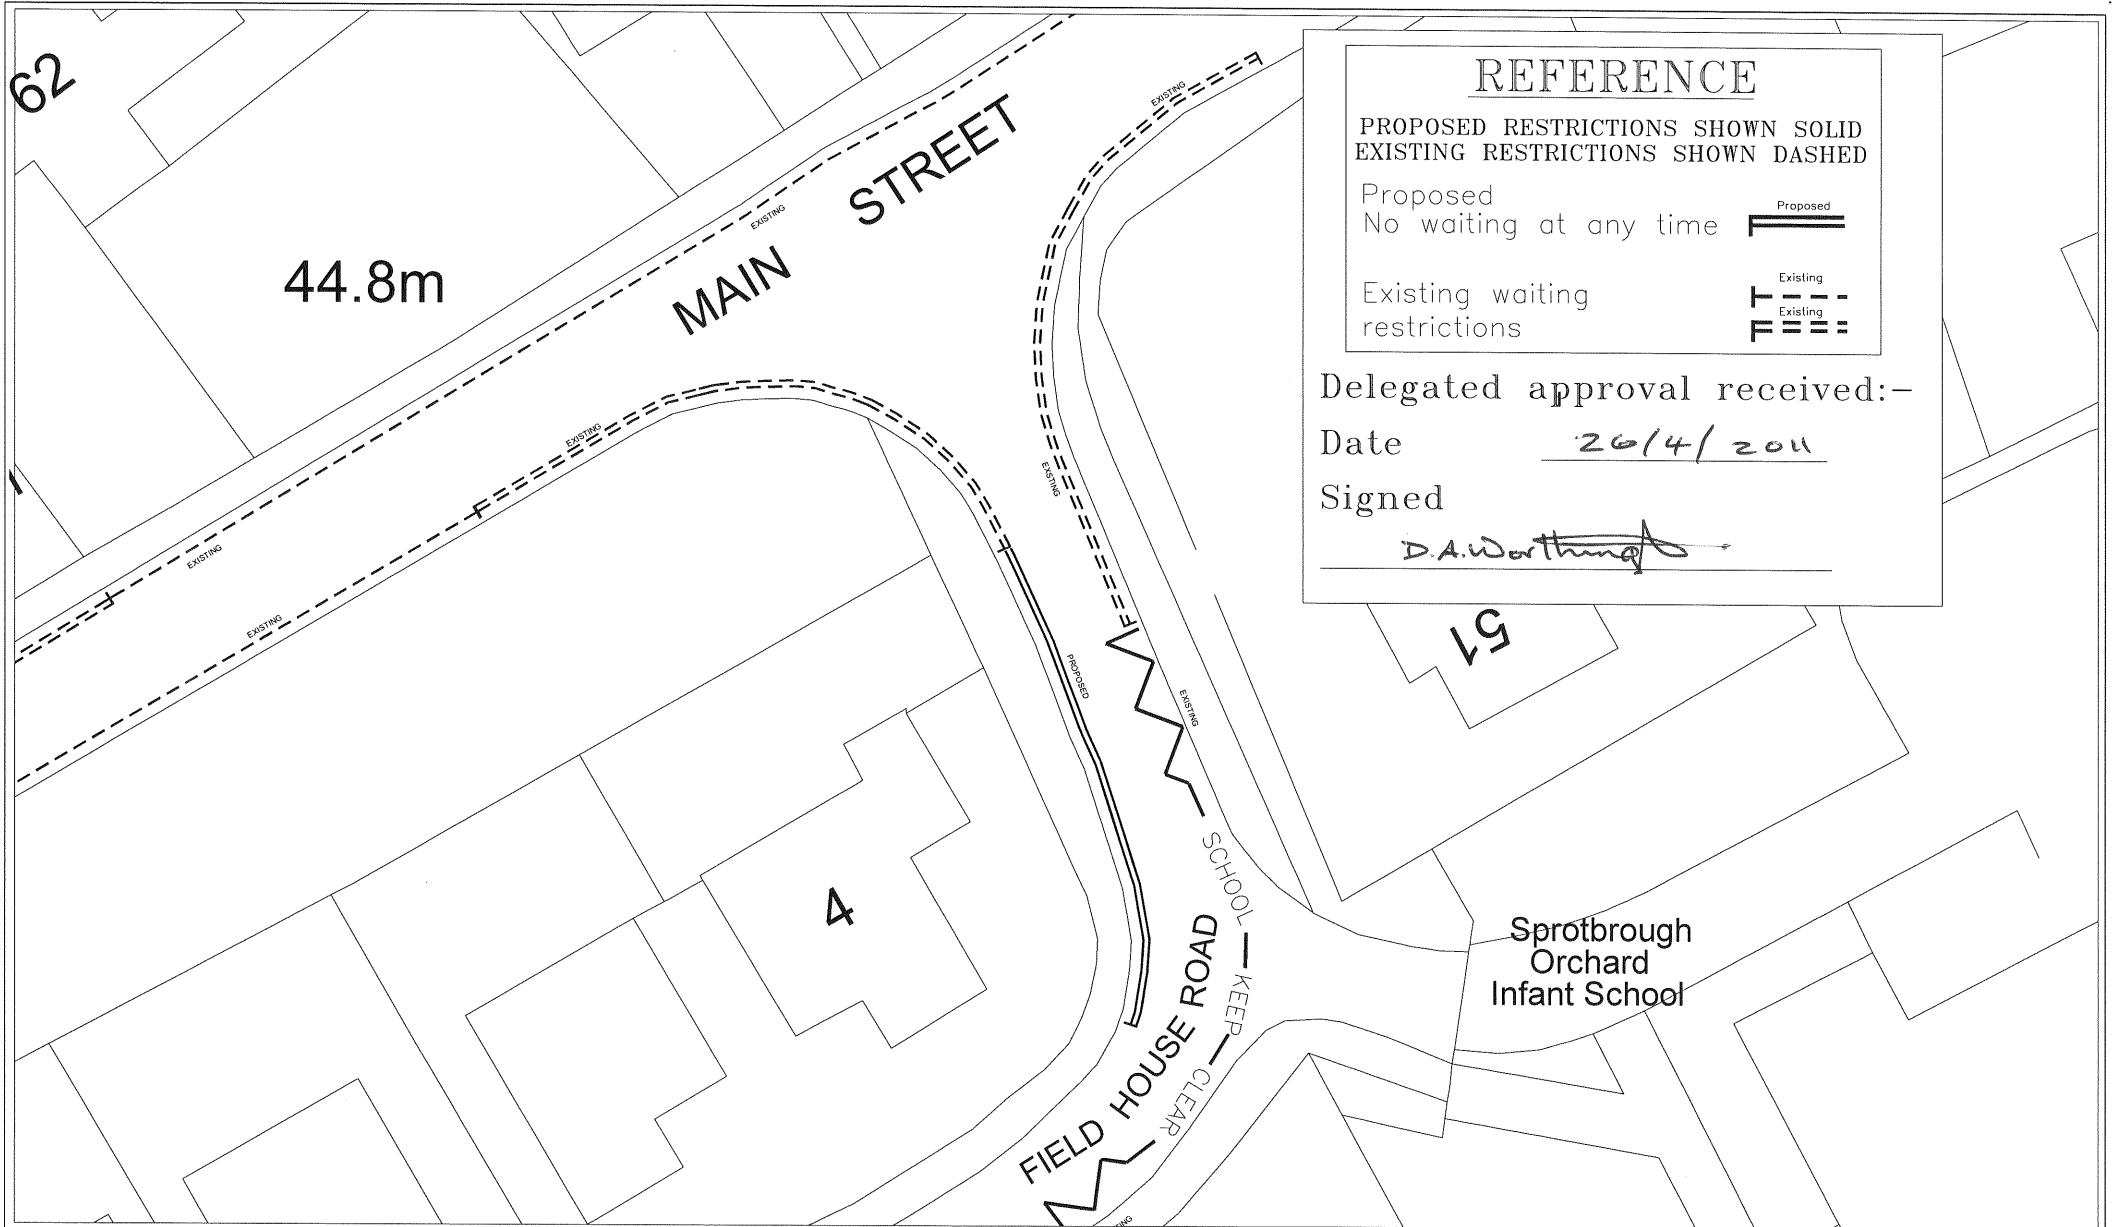 62
44.8m
MAIN STREET
EXISTING
EXISTING
EXISTING
EXISTING
EXISTING
EXISTING
PROPOSED
EXISTING
4
51
SCHOOL
KEEP
CLEAR
FIELD HOUSE ROAD
Sprotbrough
Orchard
Infant School
REFERENCE
PROPOSED RESTRICTIONS SHOWN SOLID
EXISTING RESTRICTIONS SHOWN DASHED
Proposed
No waiting at any time
Proposed
Existing waiting
restrictions
Existing
Existing
Delegated approval received:-
Date 26/4/2011
Signed
D.A.Worthing